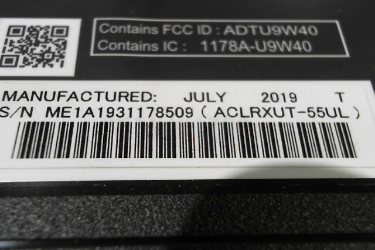 Contains FCC ID : ADTU9W40
Contains IC : 1178A-U9W40
MANUFACTURED: JULY 2019 T
S/N ME1A1931178509 ( ACLRXUT-55UL )